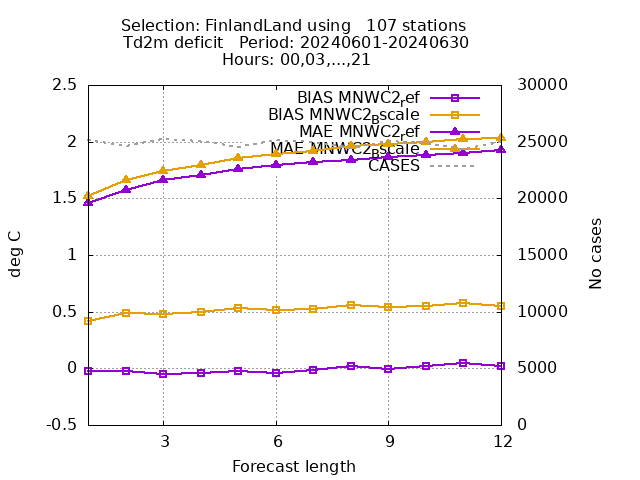 Selection: FinlandLand using   107 stations
Td2m deficit   Period: 20240601-20240630
Hours: 00,03,...,21
BIAS MNWC2ref
BIAS MNWC2Bscale
MAE MNWC2ref
MAE MNWC2Bscale
CASES
2.5
2
1.5
1
0.5
0
-0.5
30000
25000
20000
15000
10000
5000
0
deg C
No cases
3
6
9
12
Forecast length